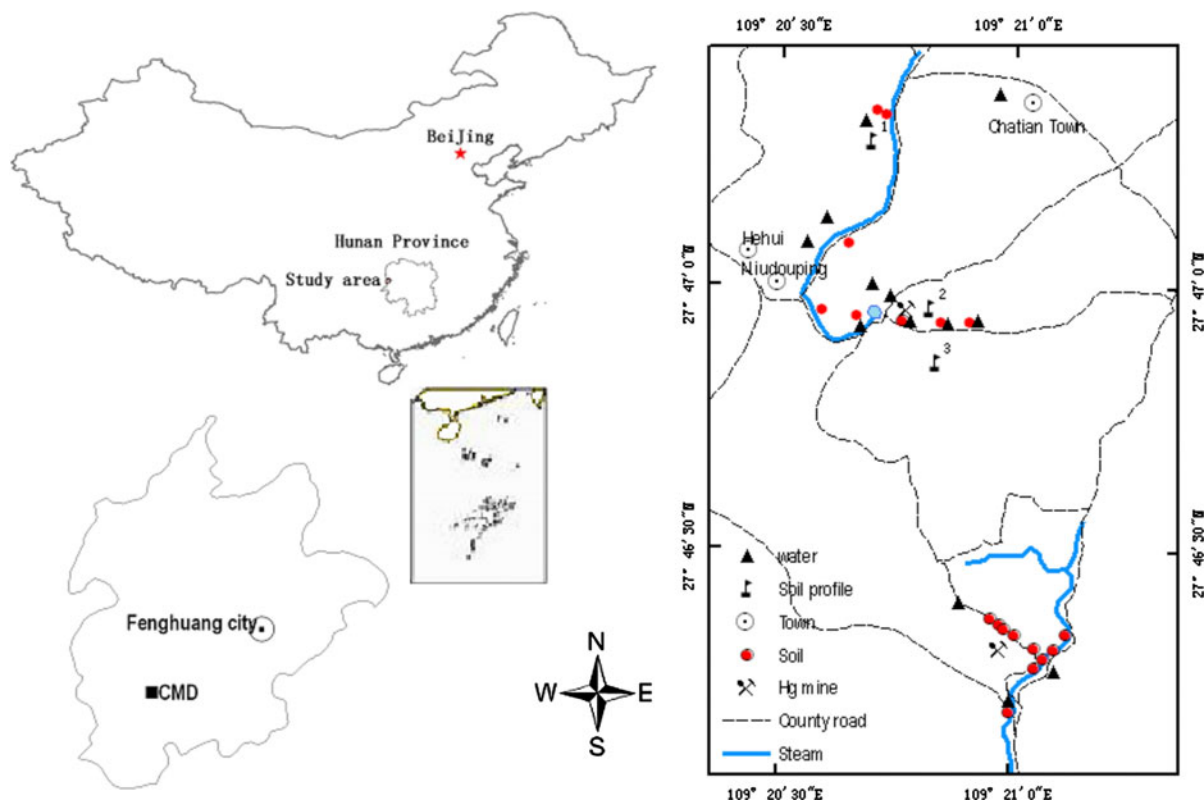 BeiJing
Hunan Province
Study area
Fenghuang city
CMD
N
W E
S
109° 20′ 30″E 109° 21′ 0″E
Chatian Town
1
Hehui
Niudouping
2
3
27° 47′ 0″N
27° 47′ 0″N
27° 46′ 30″N
27° 46′ 30″N
water
Soil profile
Town
Soil
Hg mine
County road
Steam
109° 20′ 30″E 109° 21′ 0″E